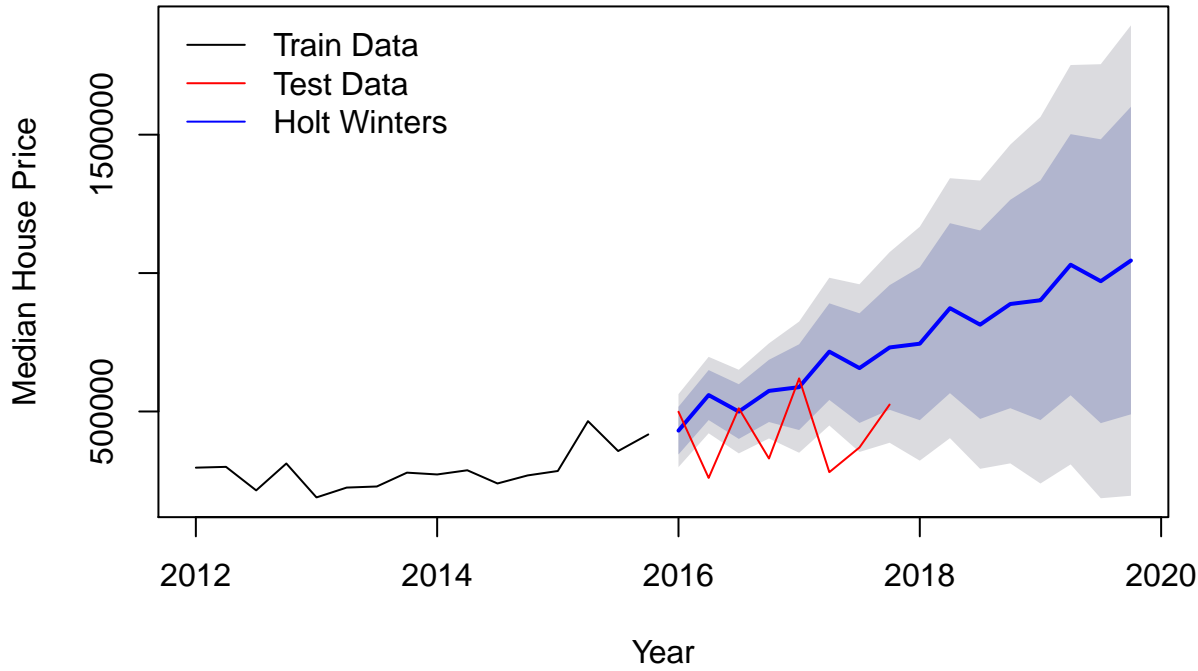 Train Data
Test Data
Holt Winters
Median House Price
1500000
500000
2012
2014
2016
2018
2020
Year